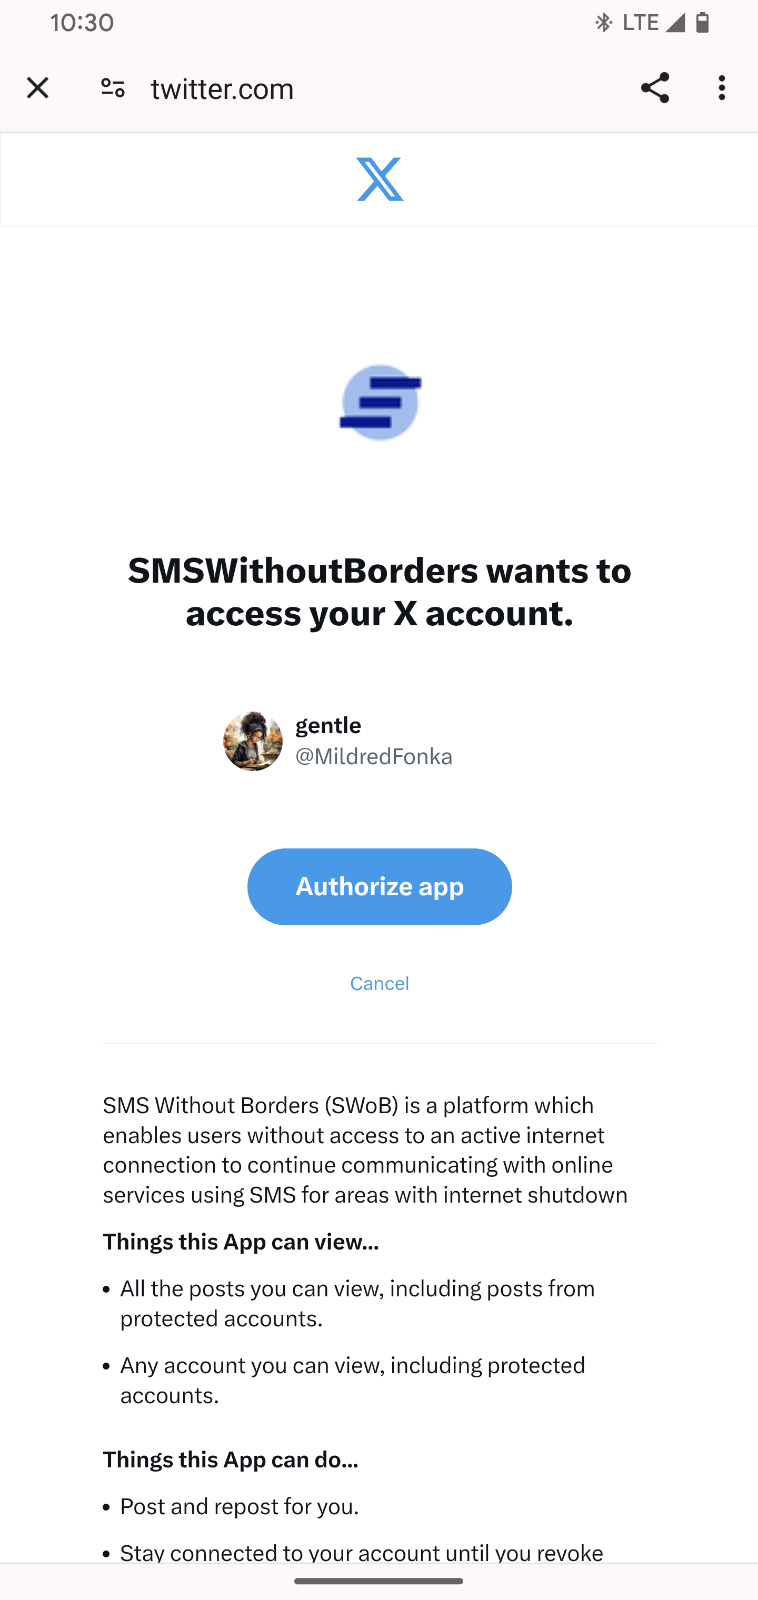 10:30
LTE
twitter.com
SMSWithoutBorders wants to
access your X account.
gentle
@MildredFonka
Authorize app
Cancel
SMS Without Borders (SWoB) is a platform which
enables users without access to an active internet
connection to continue communicating with online
services using SMS for areas with internet shutdown
Things this App can view...
• All the posts you can view, including posts from
protected accounts.
• Any account you can view, including protected
accounts.
Things this App can do...
• Post and repost for you.
• Stay connected to your account until you revoke